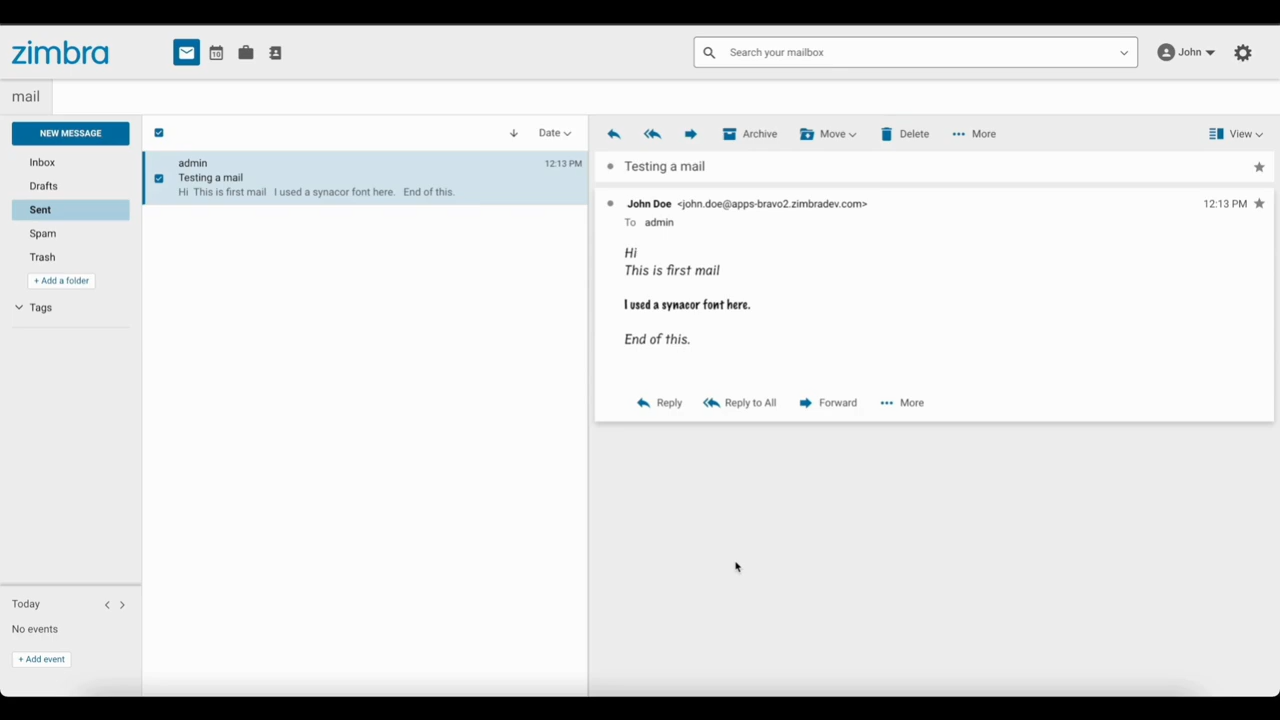 zimbra
10
Search your mailbox
John
mail
NEW MESSAGE
Inbox
Drafts
Sent
Spam
Trash
+ Add a folder
Tags
Today
No events
+ Add event
Date
admin 12:13 PM
Testing a mail
Hi This is first mail I used a synacor font here. End of this.
Archive Move Delete More View
Testing a mail
John Doe <john.doe@apps-bravo2.zimbradev.com> 12:13 PM
To admin
Hi
This is first mail
I used a synacor font here.
End of this.
Reply Reply to All Forward More